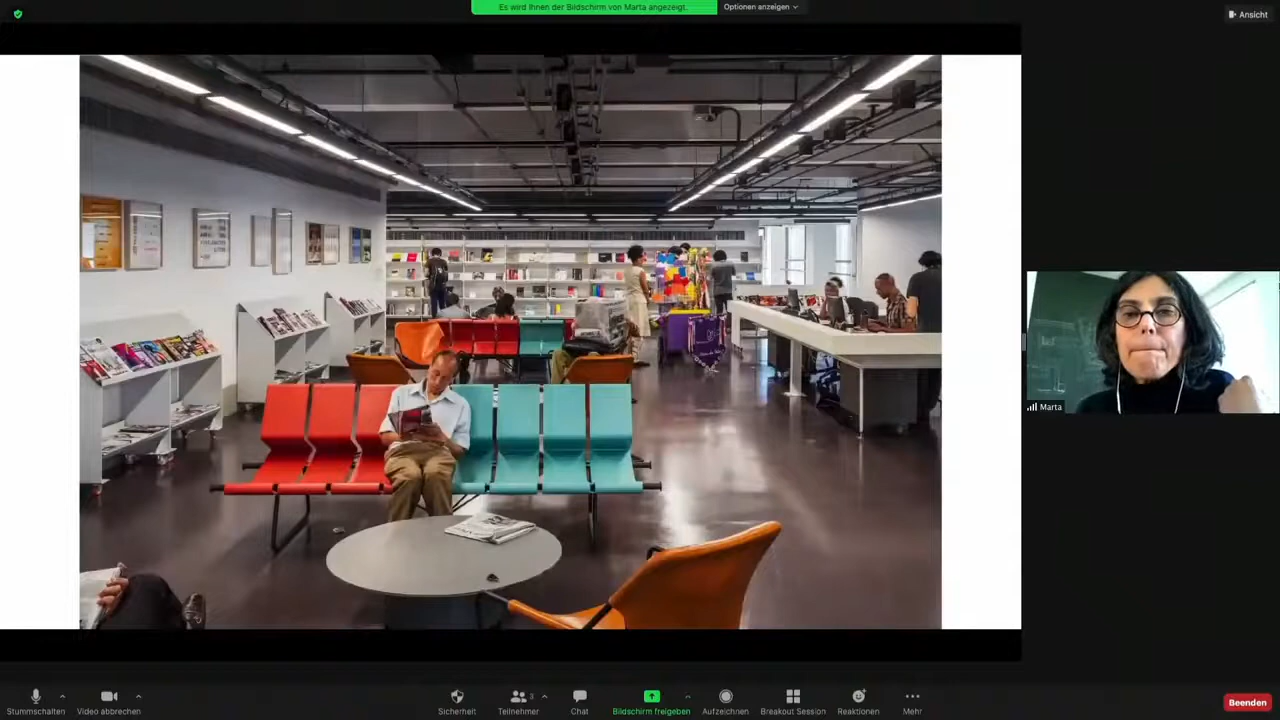 Es wird Ihnen der Bildschirm von Marta angezeigt.
Optionen anzeigen
Ansicht
Marta
Stummschalten
Video abbrechen
Sicherheit
3
Teilnehmer
Chat
Bildschirm freigeben
Aufzeichnen
Breakout Session
Reaktionen
Mehr
Beenden